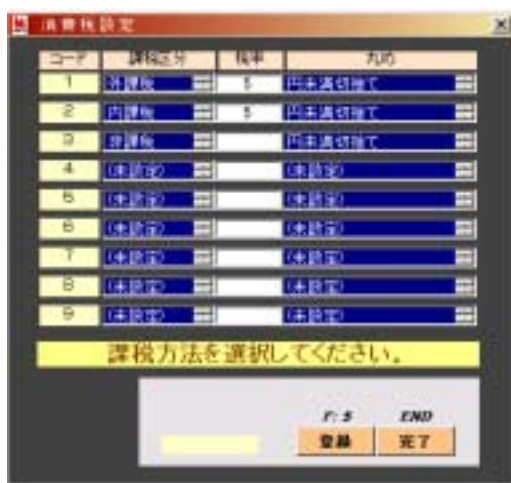 消費税設定
コード 課税区分 税率 丸め
1 外課税 5 円未満切捨て
2 内課税 5 円未満切捨て
3 非課税 円未満切捨て
4 (未設定) (未設定)
5 (未設定) (未設定)
6 (未設定) (未設定)
7 (未設定) (未設定)
8 (未設定) (未設定)
9 (未設定) (未設定)
課税方法を選択してください。
F:5 END
登録 完了